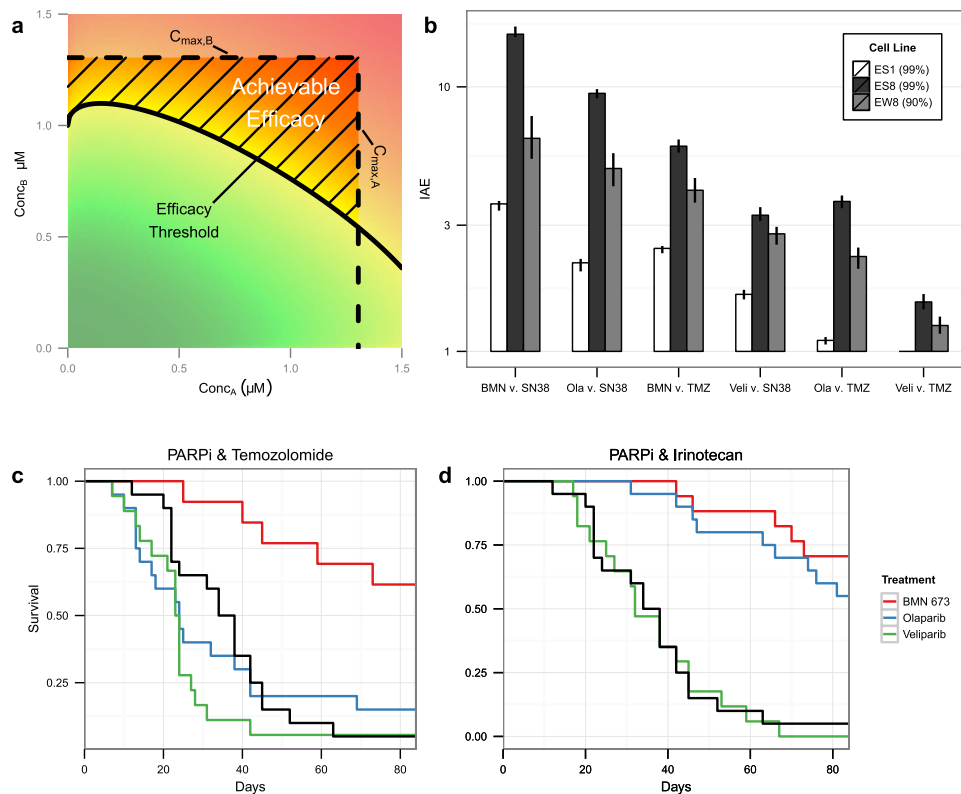 a
1.5
1.0
0.5
0.0
Conc_B µM
C_max,B
Achievable
Efficacy
C_max,A
Efficacy
Threshold
0.0
0.5
1.0
1.5
Conc_A (µM)
b
10
3
1
IAE
Cell Line
ES1 (99%)
ES8 (99%)
EW8 (90%)
BMN v. SN38
Ola v. SN38
BMN v. TMZ
Veli v. SN38
Ola v. TMZ
Veli v. TMZ
c
PARPi & Temozolomide
1.00
0.75
0.50
0.25
Survival
0
20
40
60
80
Days
d
PARPi & Irinotecan
1.00
0.75
0.50
0.25
0.00
0
20
40
60
80
Days
Treatment
BMN 673
Olaparib
Veliparib